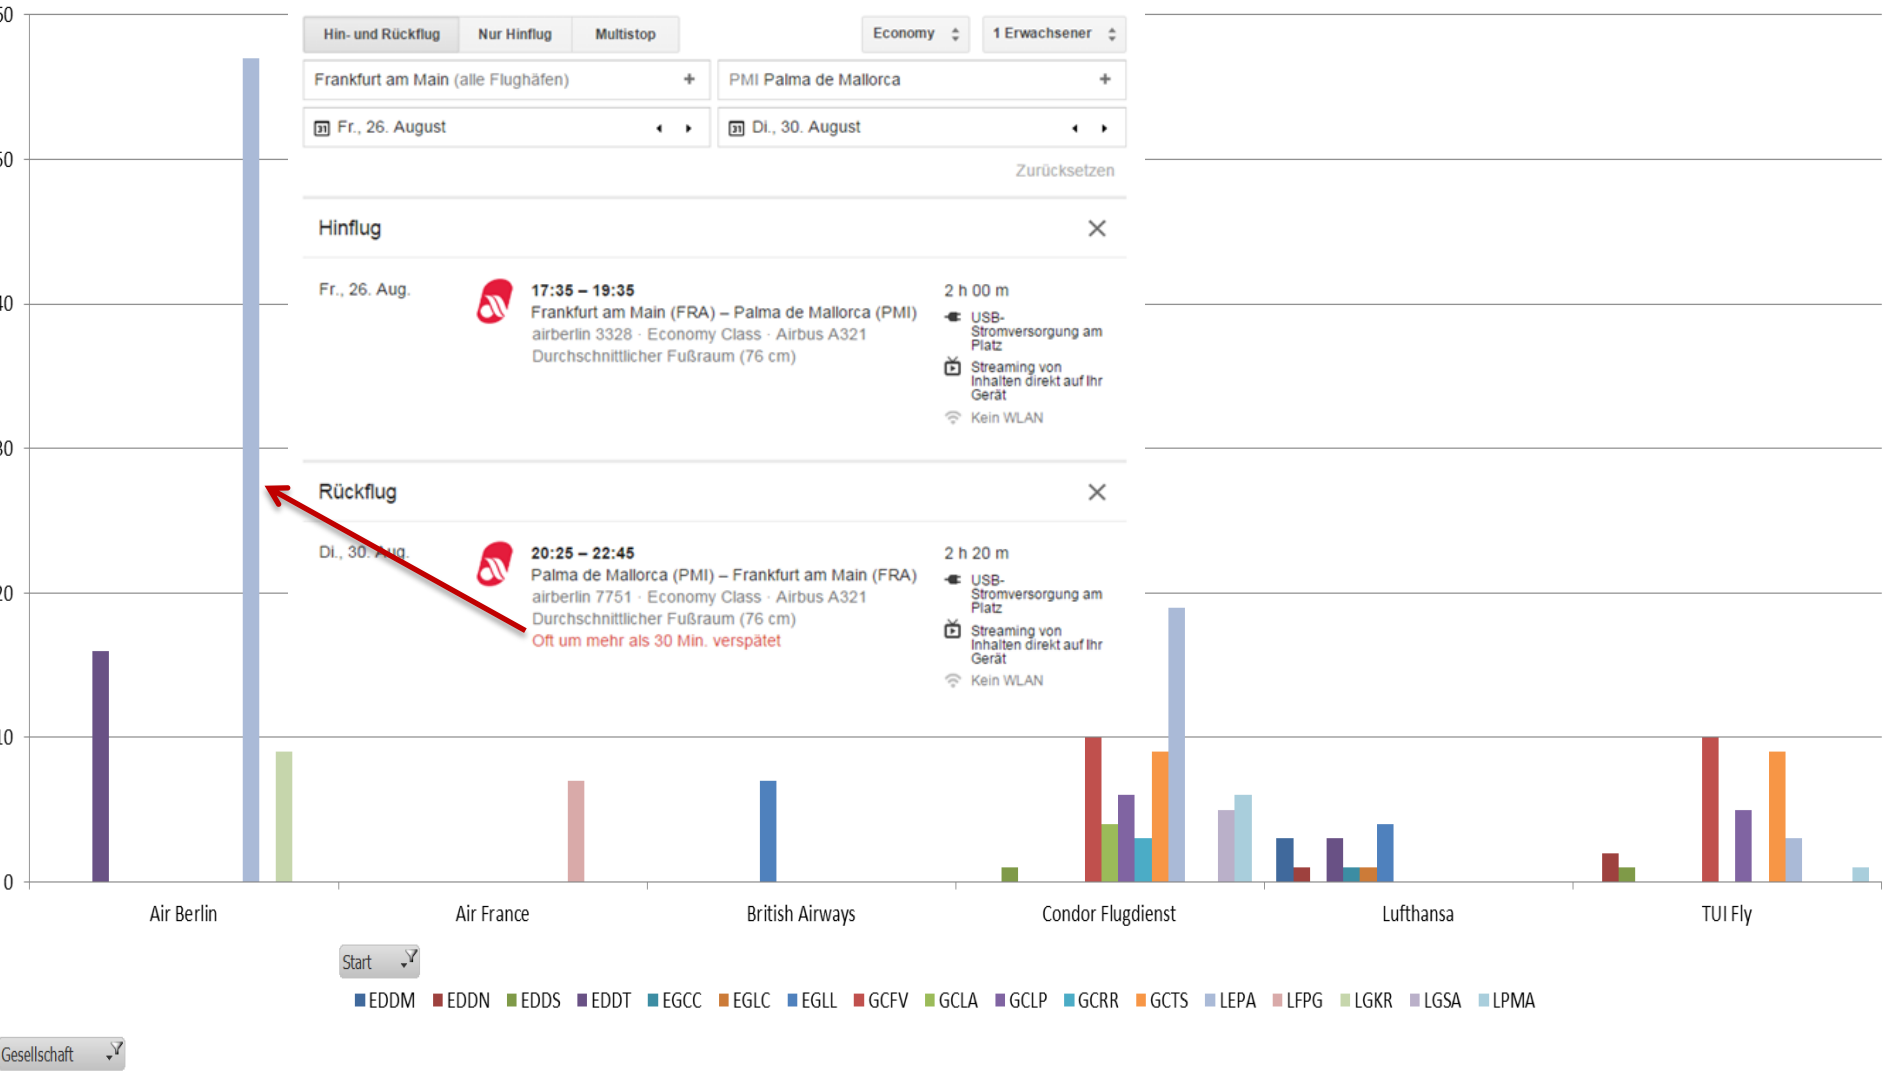 Hin- und Rückflug Nur Hinflug Multistop Economy 1 Erwachsener
Frankfurt am Main (alle Flughäfen) + PMI Palma de Mallorca +
31 Fr., 26. August 31 Di., 30. August
Zurücksetzen
Hinflug
Fr., 26. Aug. 17:35 – 19:35 2 h 00 m
Frankfurt am Main (FRA) – Palma de Mallorca (PMI)
airberlin 3328 · Economy Class · Airbus A321
Durchschnittlicher Fußraum (76 cm)
USB-
Stromversorgung am
Platz
Streaming von
Inhalten direkt auf Ihr
Gerät
Kein WLAN
Rückflug
Di., 30. Aug. 20:25 – 22:45 2 h 20 m
Palma de Mallorca (PMI) – Frankfurt am Main (FRA)
airberlin 7751 · Economy Class · Airbus A321
Durchschnittlicher Fußraum (76 cm)
Oft um mehr als 30 Min. verspätet
USB-
Stromversorgung am
Platz
Streaming von
Inhalten direkt auf Ihr
Gerät
Kein WLAN
0
Air Berlin Air France British Airways Condor Flugdienst Lufthansa TUI Fly
Start
EDDM EDDN EDDS EDDT EGCC EGLC EGLL GCFV GCLA GCLP GCRR GCTS LEPA LFPG LGKR LGSA LPMA
Gesellschaft